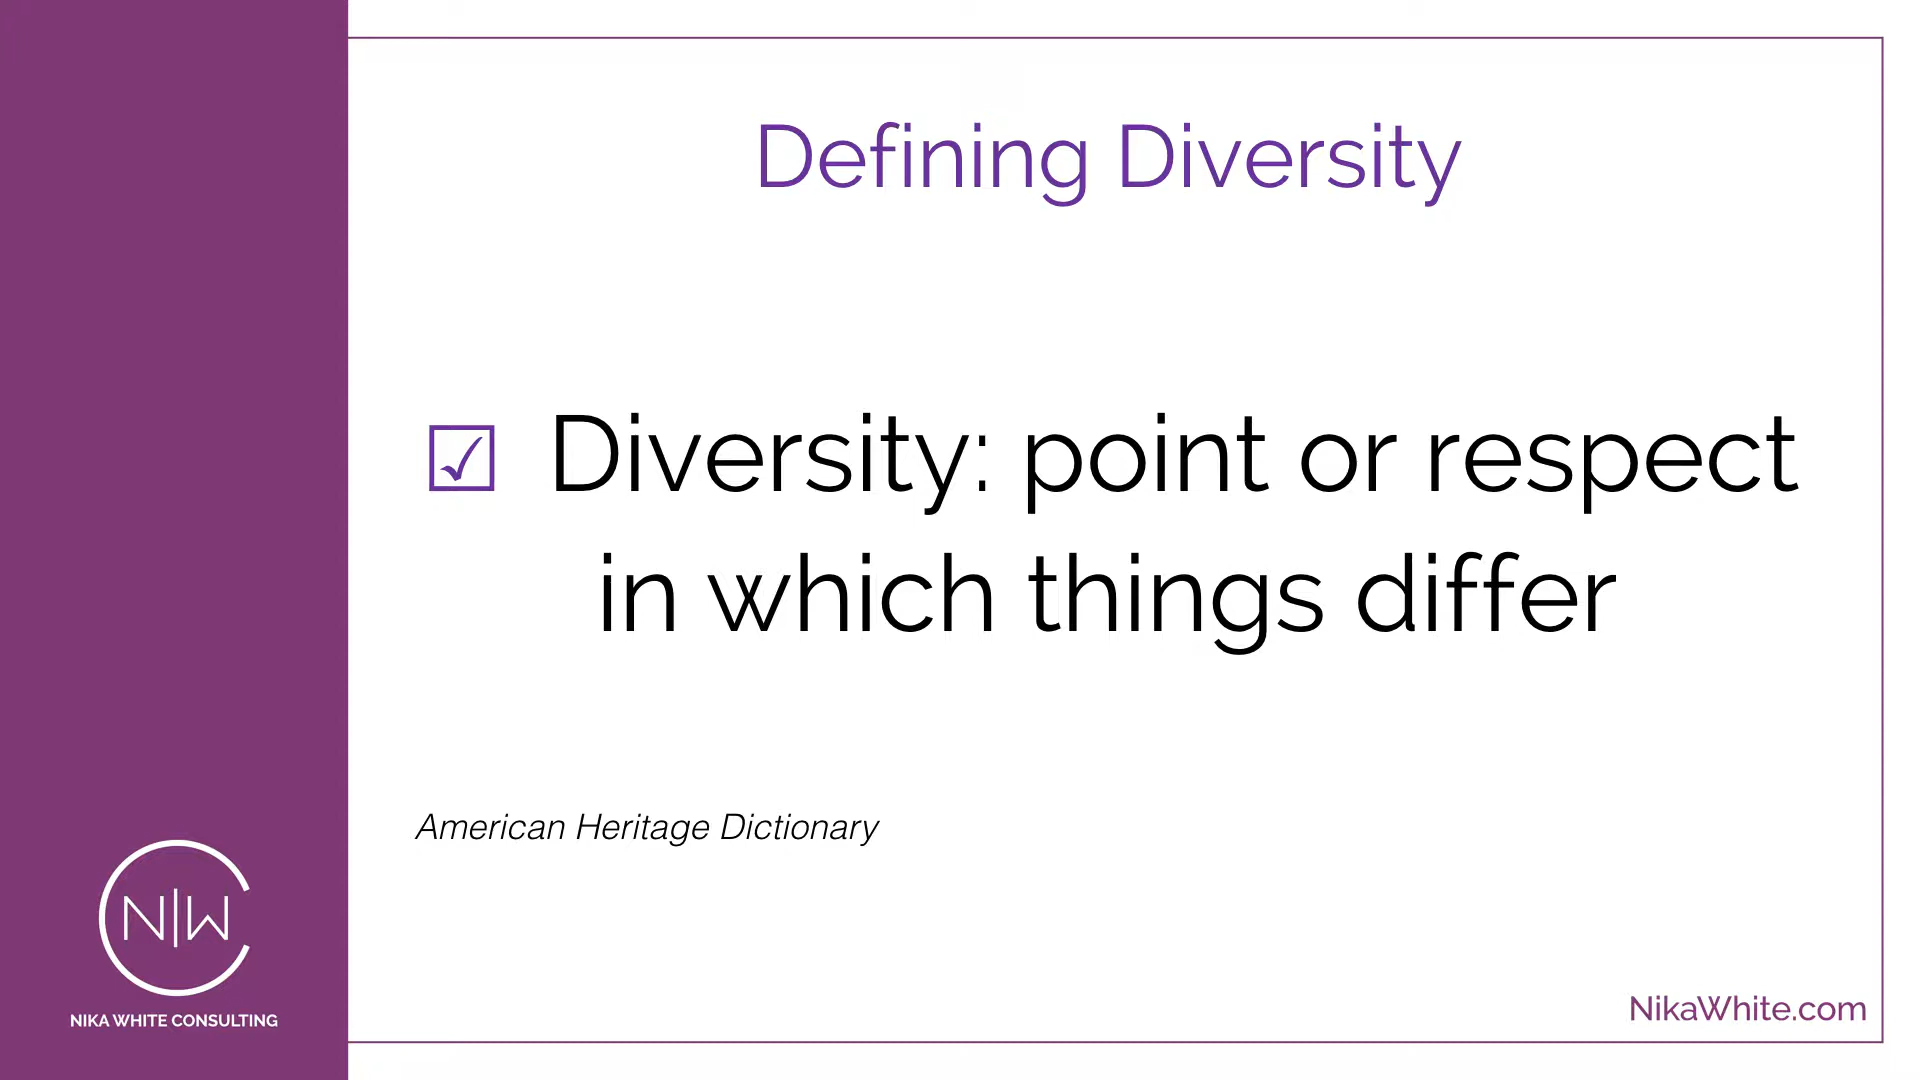 Defining Diversity
☑ Diversity: point or respect
in which things differ
American Heritage Dictionary
N|W
NIKA WHITE CONSULTING
NikaWhite.com